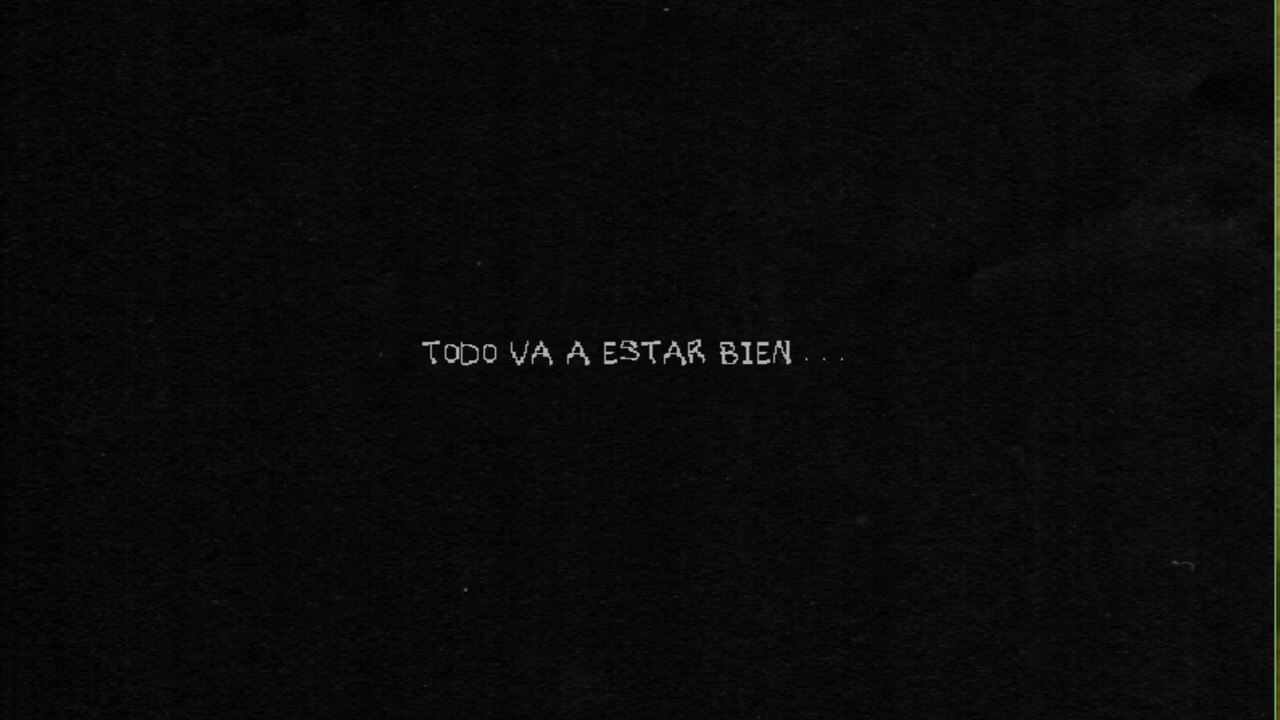 TODO VA A ESTAR BIEN . . .